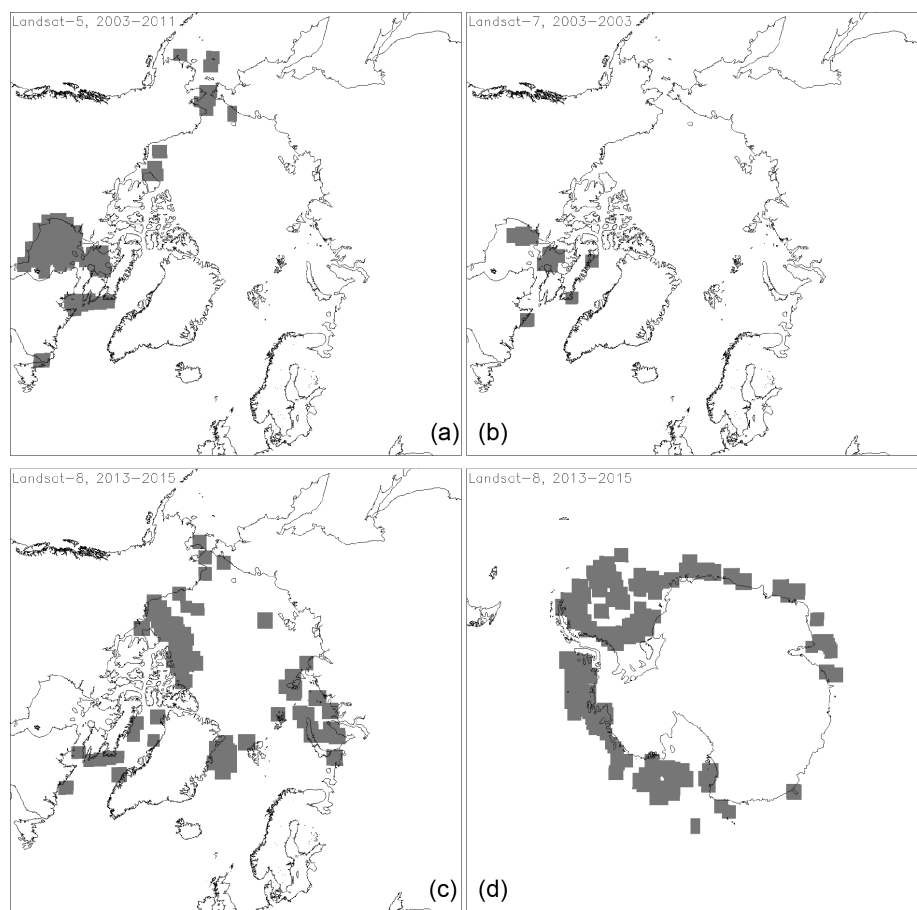 Landsat-5, 2003-2011
Landsat-7, 2003-2003
(a)
(b)
Landsat-8, 2013-2015
Landsat-8, 2013-2015
(c)
(d)